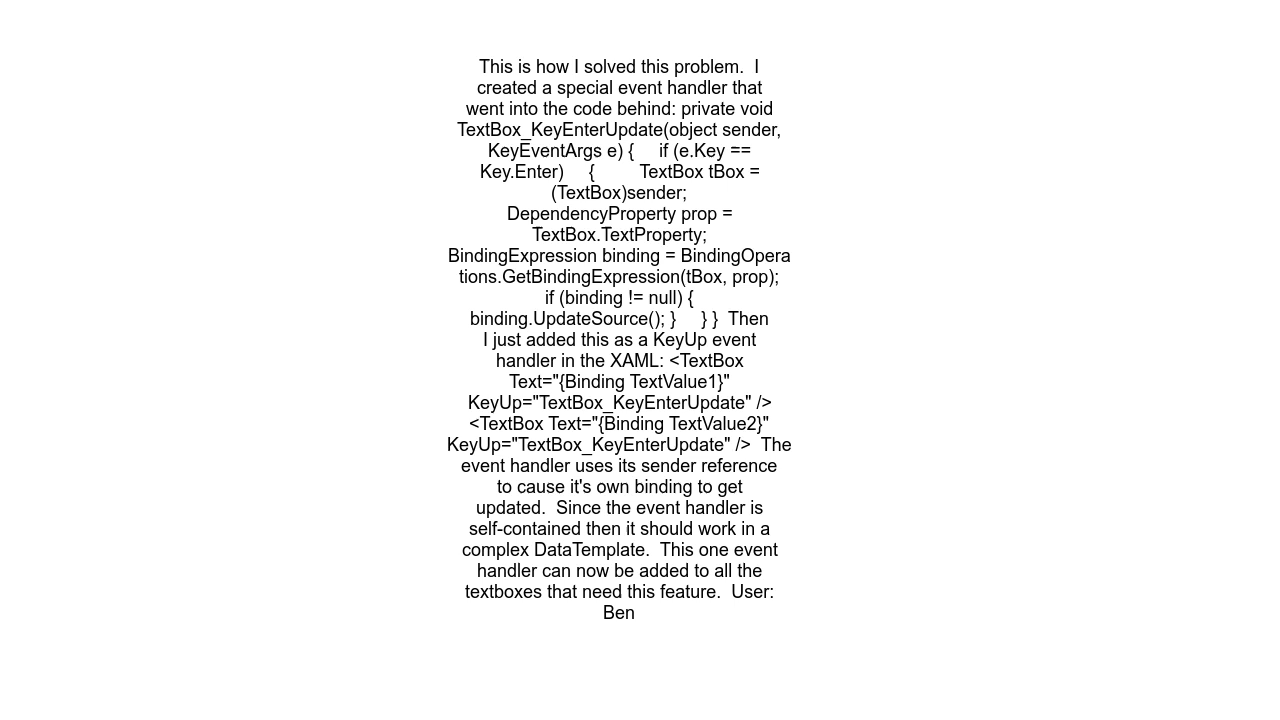 This is how I solved this problem.  I
created a special event handler that
went into the code behind: private void
TextBox_KeyEnterUpdate(object sender,
KeyEventArgs e) {     if (e.Key ==
Key.Enter)     {         TextBox tBox =
(TextBox)sender;
DependencyProperty prop =
TextBox.TextProperty;
BindingExpression binding = BindingOpera
tions.GetBindingExpression(tBox, prop);
if (binding != null) {
binding.UpdateSource(); }     } }  Then
I just added this as a KeyUp event
handler in the XAML: <TextBox
Text="{Binding TextValue1}"
KeyUp="TextBox_KeyEnterUpdate" />
<TextBox Text="{Binding TextValue2}"
KeyUp="TextBox_KeyEnterUpdate" />  The
event handler uses its sender reference
to cause it's own binding to get
updated.  Since the event handler is
self-contained then it should work in a
complex DataTemplate.  This one event
handler can now be added to all the
textboxes that need this feature.  User:
Ben